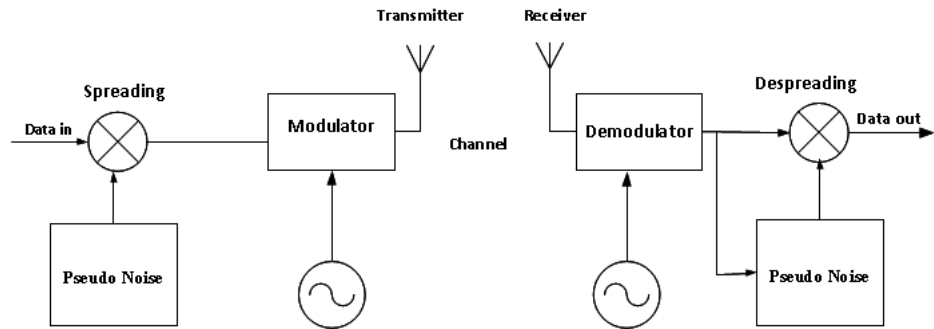 Transmitter
Receiver
Spreading
Despreading
Data in
Modulator
Channel
Demodulator
Data out
Pseudo Noise
Pseudo Noise